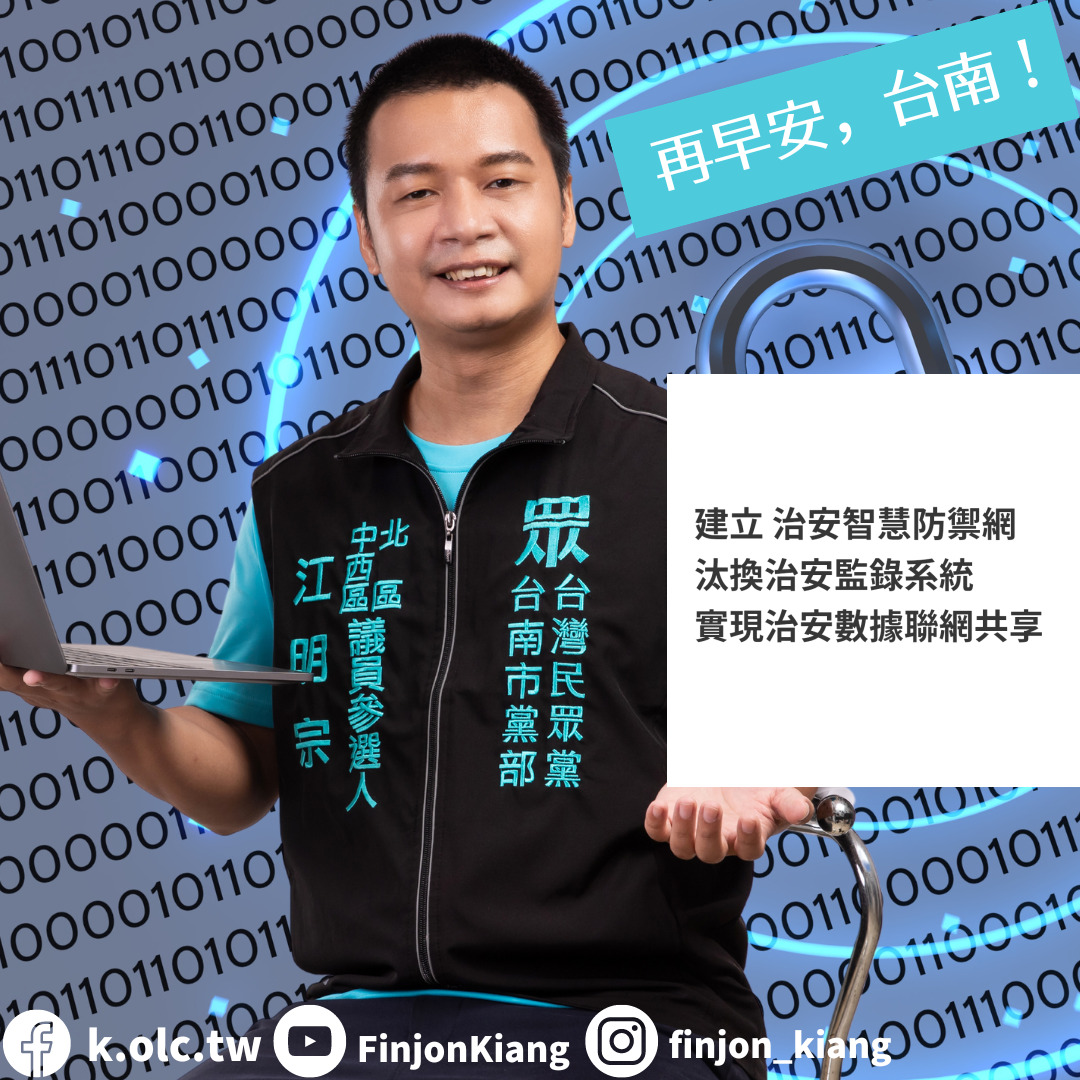 再早安，台南！
建立 治安智慧防禦網
汰換治安監錄系統
實現治安數據聯網共享
北區
中西區
議員參選人
江明宗
眾
台灣民眾黨
台南市黨部
k.olc.tw
FinjonKiang
finjon_kiang